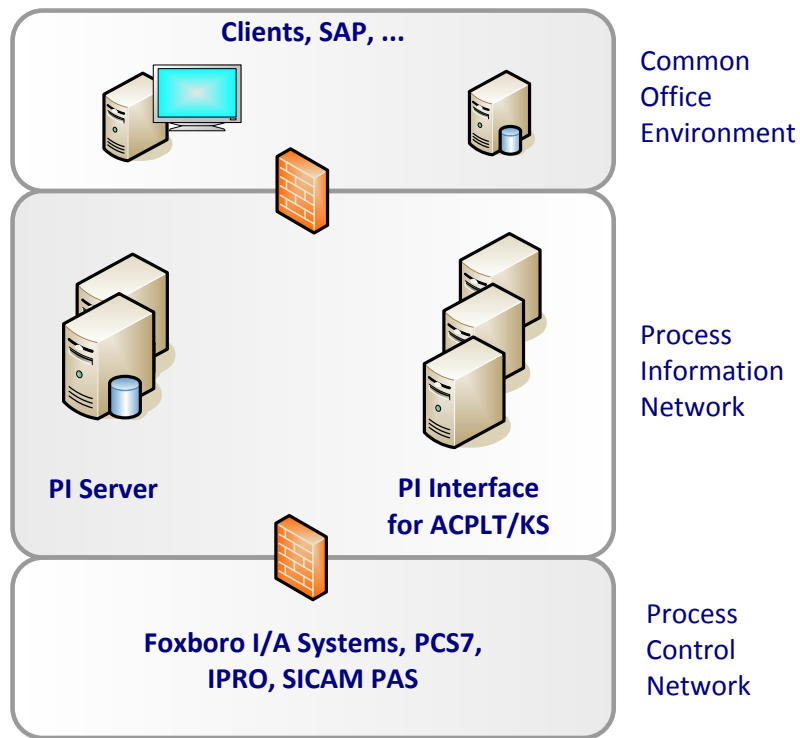 Clients, SAP, ...
Common
Office
Environment
Process
Information
Network
PI Server
PI Interface
for ACPLT/KS
Foxboro I/A Systems, PCS7,
IPRO, SICAM PAS
Process
Control
Network